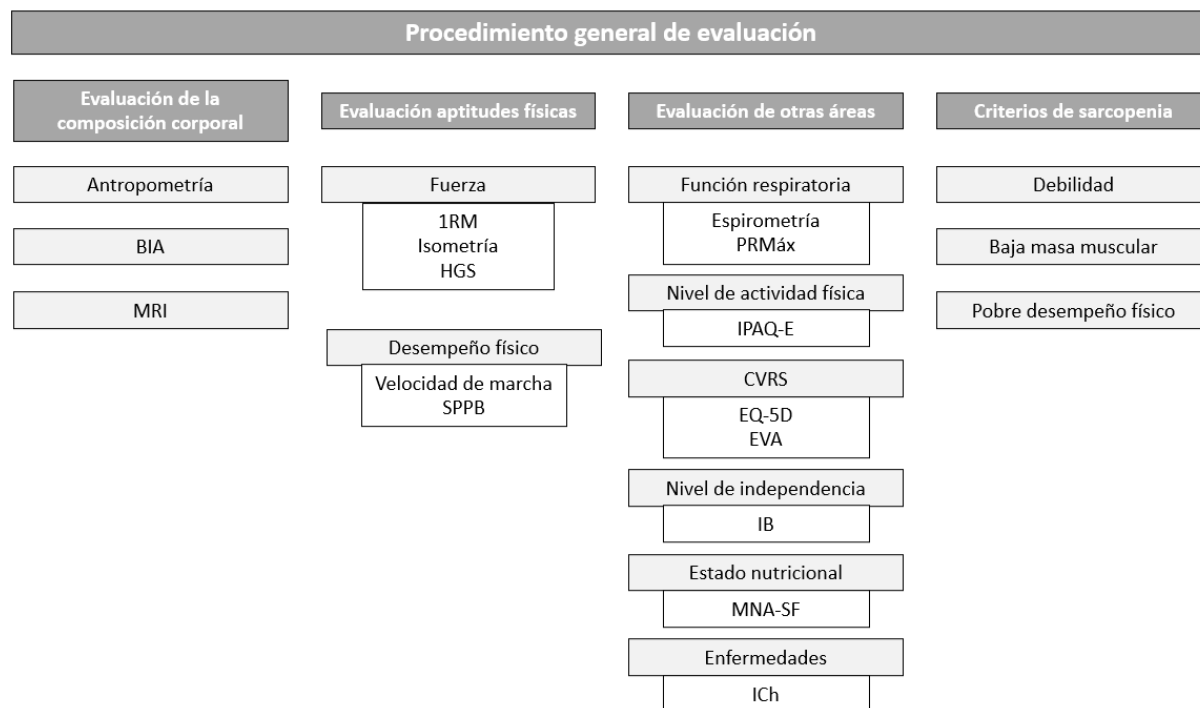 Procedimiento general de evaluación
Evaluación de la
composición corporal
Antropometría
BIA
MRI
Evaluación aptitudes físicas
Fuerza
1RM
Isometría
HGS
Desempeño físico
Velocidad de marcha
SPPB
Evaluación de otras áreas
Función respiratoria
Espirometría
PRMáx
Nivel de actividad física
IPAQ-E
CVRS
EQ-5D
EVA
Nivel de independencia
IB
Estado nutricional
MNA-SF
Enfermedades
ICh
Criterios de sarcopenia
Debilidad
Baja masa muscular
Pobre desempeño físico